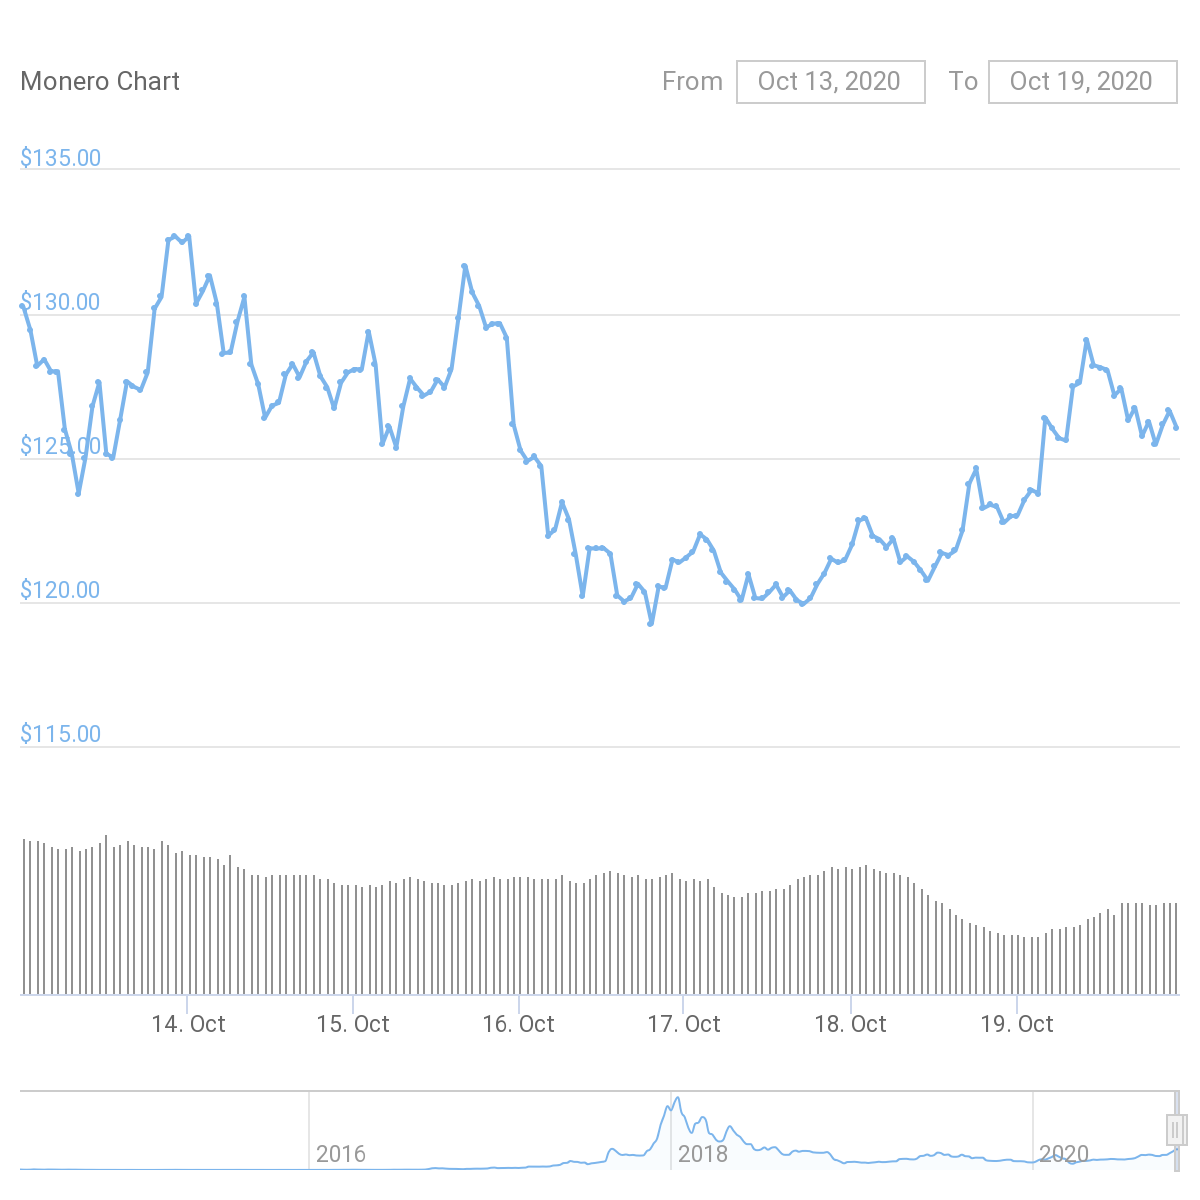 Monero Chart
From Oct 13, 2020 To Oct 19, 2020
$135.00
$130.00
$125.00
$120.00
$115.00
14. Oct 15. Oct 16. Oct 17. Oct 18. Oct 19. Oct
2016 2018 2020